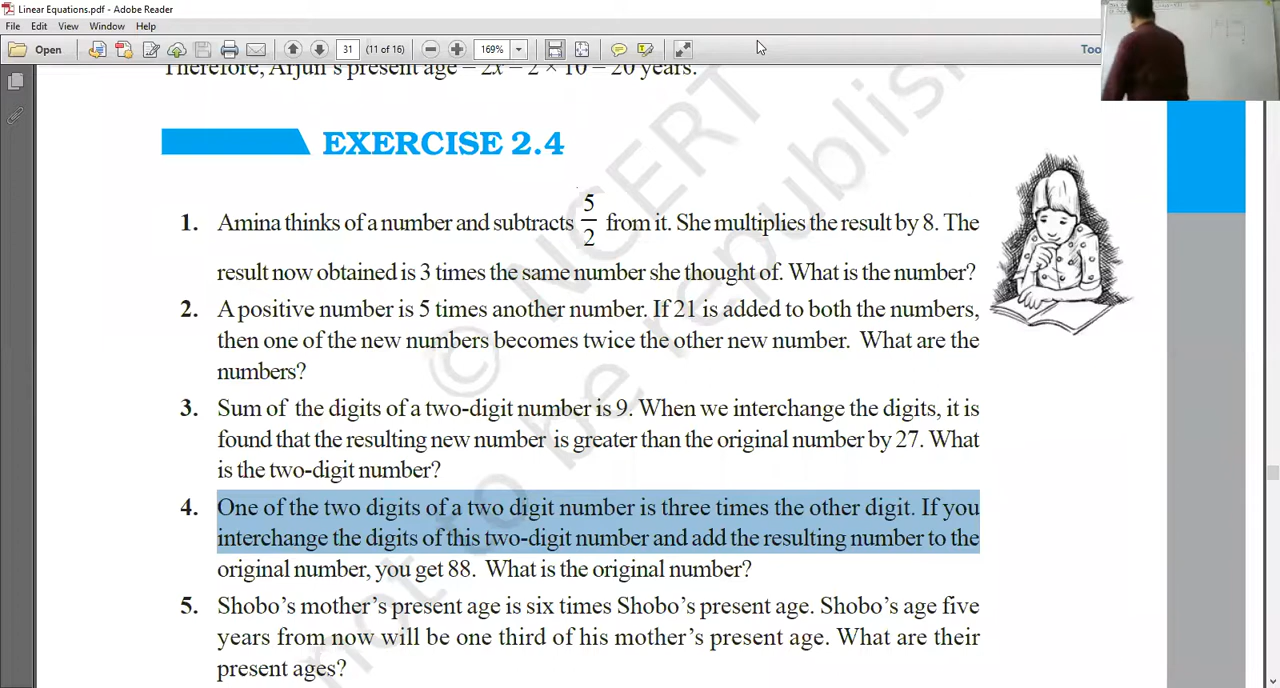 Linear Equations.pdf - Adobe Reader
File Edit View Window Help
Open 31 (11 of 16) 169% Too
Therefore, Arjun's present age = 2x = 2 × 10 = 20 years.
EXERCISE 2.4
1. Amina thinks of a number and subtracts 5/2 from it. She multiplies the result by 8. The
result now obtained is 3 times the same number she thought of. What is the number?
2. A positive number is 5 times another number. If 21 is added to both the numbers,
then one of the new numbers becomes twice the other new number. What are the
numbers?
3. Sum of the digits of a two-digit number is 9. When we interchange the digits, it is
found that the resulting new number is greater than the original number by 27. What
is the two-digit number?
4. One of the two digits of a two digit number is three times the other digit. If you
interchange the digits of this two-digit number and add the resulting number to the
original number, you get 88. What is the original number?
5. Shobo's mother's present age is six times Shobo's present age. Shobo's age five
years from now will be one third of his mother's present age. What are their
present ages?
© NCERT
not to be republish